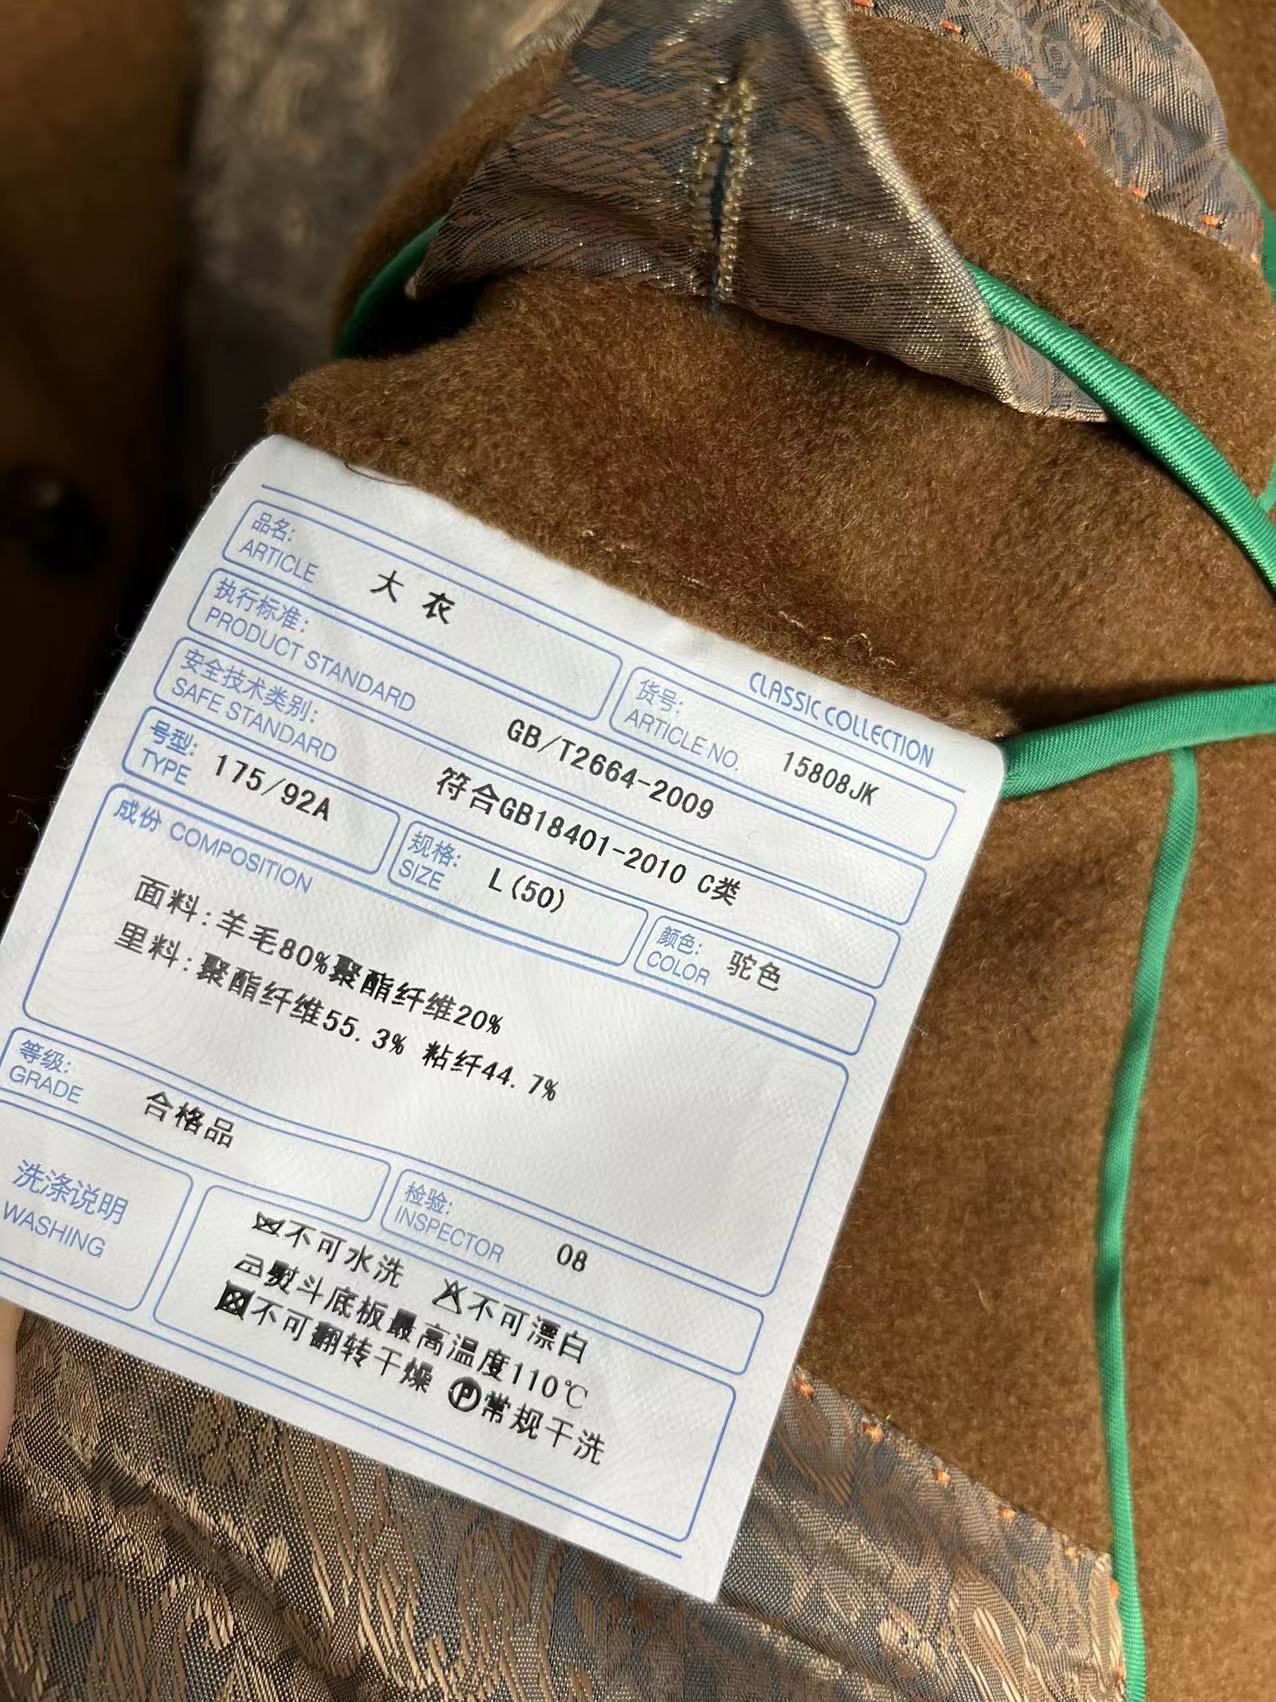 CLASSIC COLLECTION
品名: 大衣
ARTICLE
货号: 15808JK
ARTICLE NO.
执行标准: GB/T2664-2009
PRODUCT STANDARD
安全技术类别: 符合GB18401-2010 C类
SAFE STANDARD
号型: 175/92A
TYPE
规格: L(50)
SIZE
颜色: 驼色
COLOR
成份 COMPOSITION
面料:羊毛80%聚酯纤维20%
里料:聚酯纤维55.3% 粘纤44.7%
等级: 合格品
GRADE
检验: 08
INSPECTOR
洗涤说明
WASHING
不可水洗 不可漂白
熨斗底板最高温度110℃
不可翻转干燥 Ⓟ常规干洗